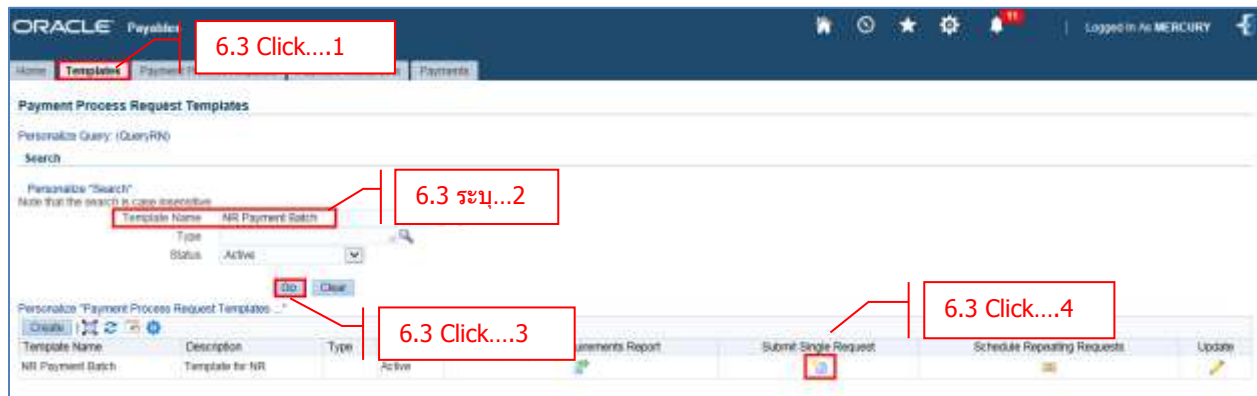 ORACLE Payables
11
Logged In As MERCURY
6.3 Click....1
Home Templates Payments
Payment Process Request Templates
Personalize Query: (QueryRN)
Search
Personalize "Search"
Note that the search is case insensitive
6.3 ระบุ...2
Template Name NR Payment Batch
Type
Status Active
Go Clear
Personalize "Payment Process Request Templates ..."
6.3 Click....3
6.3 Click....4
Create
Template Name Description Type Report Submit Single Request Schedule Repeating Requests Update
NR Payment Batch Template for NR Active